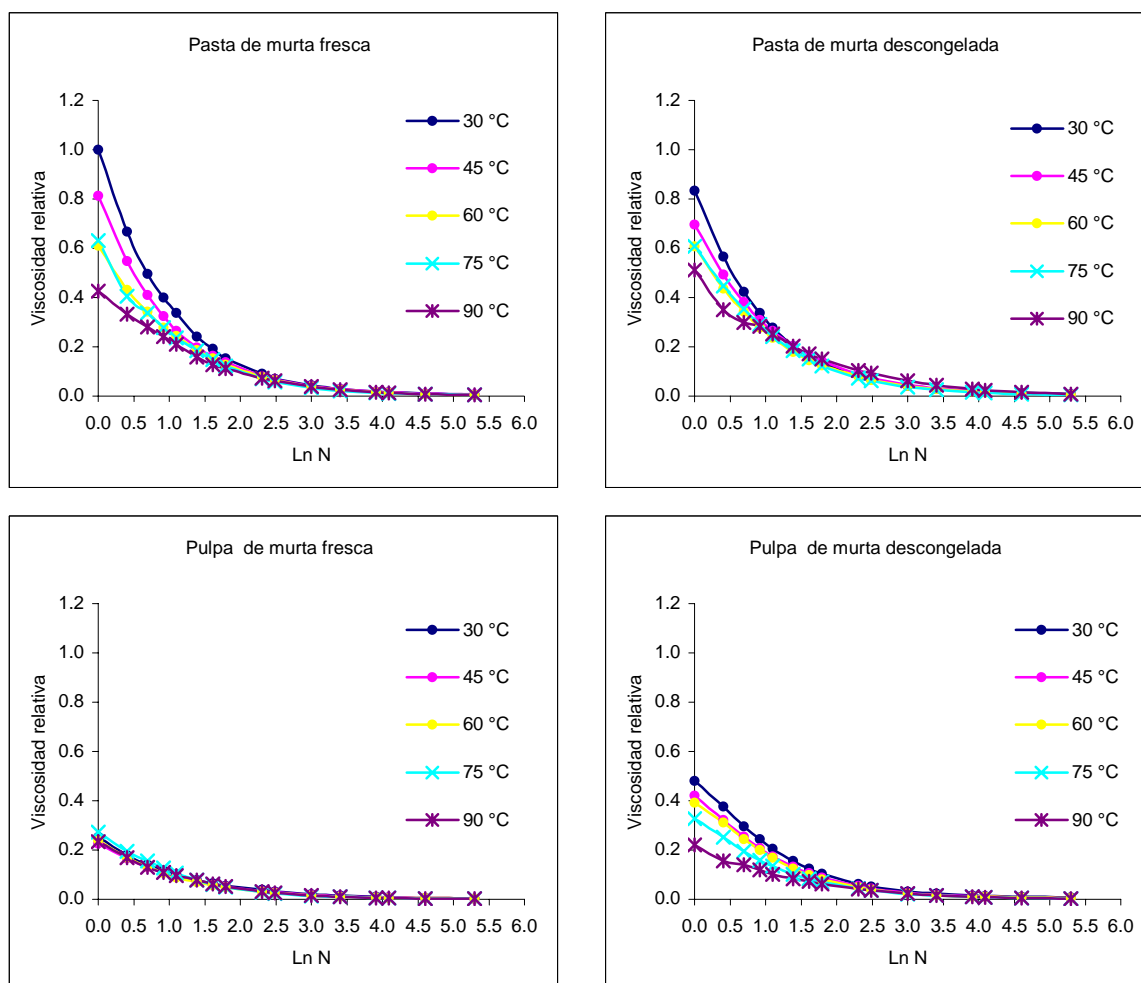 Pasta de murta fresca
1.2
1.0
0.8
0.6
0.4
0.2
0.0
0.0 0.5 1.0 1.5 2.0 2.5 3.0 3.5 4.0 4.5 5.0 5.5 6.0
Ln N
Viscosidad relativa
30 °C
45 °C
60 °C
75 °C
90 °C
Pasta de murta descongelada
1.2
1.0
0.8
0.6
0.4
0.2
0.0
0.0 0.5 1.0 1.5 2.0 2.5 3.0 3.5 4.0 4.5 5.0 5.5 6.0
Ln N
Viscosidad relativa
30 °C
45 °C
60 °C
75 °C
90 °C
Pulpa de murta fresca
1.2
1.0
0.8
0.6
0.4
0.2
0.0
0.0 0.5 1.0 1.5 2.0 2.5 3.0 3.5 4.0 4.5 5.0 5.5 6.0
Ln N
Viscosidad relativa
30 °C
45 °C
60 °C
75 °C
90 °C
Pulpa de murta descongelada
1.2
1.0
0.8
0.6
0.4
0.2
0.0
0.0 0.5 1.0 1.5 2.0 2.5 3.0 3.5 4.0 4.5 5.0 5.5 6.0
Ln N
Viscosidad relativa
30 °C
45 °C
60 °C
75 °C
90 °C